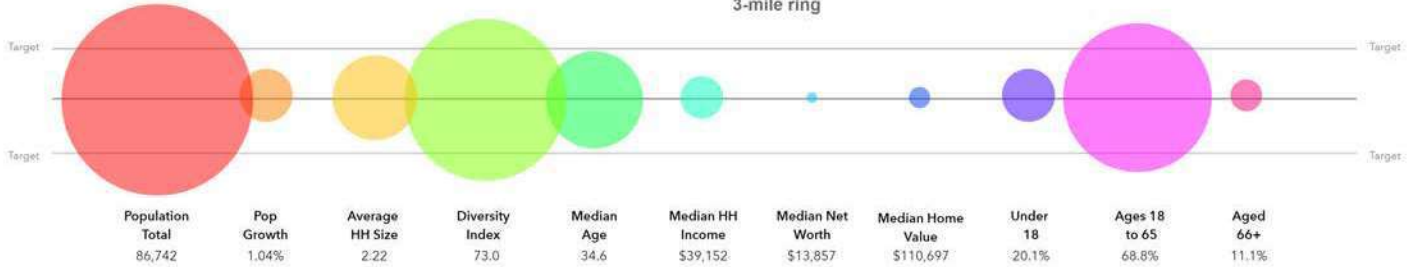 3-mile ring
Target Target
Target Target
Population Pop Average Diversity Median Median HH Median Net Median Home Under Ages 18 Aged
Total Growth HH Size Index Age Income Worth Value 18 to 65 66+
86,742 1.04% 2.22 73.0 34.6 $39,152 $13,857 $110,697 20.1% 68.8% 11.1%